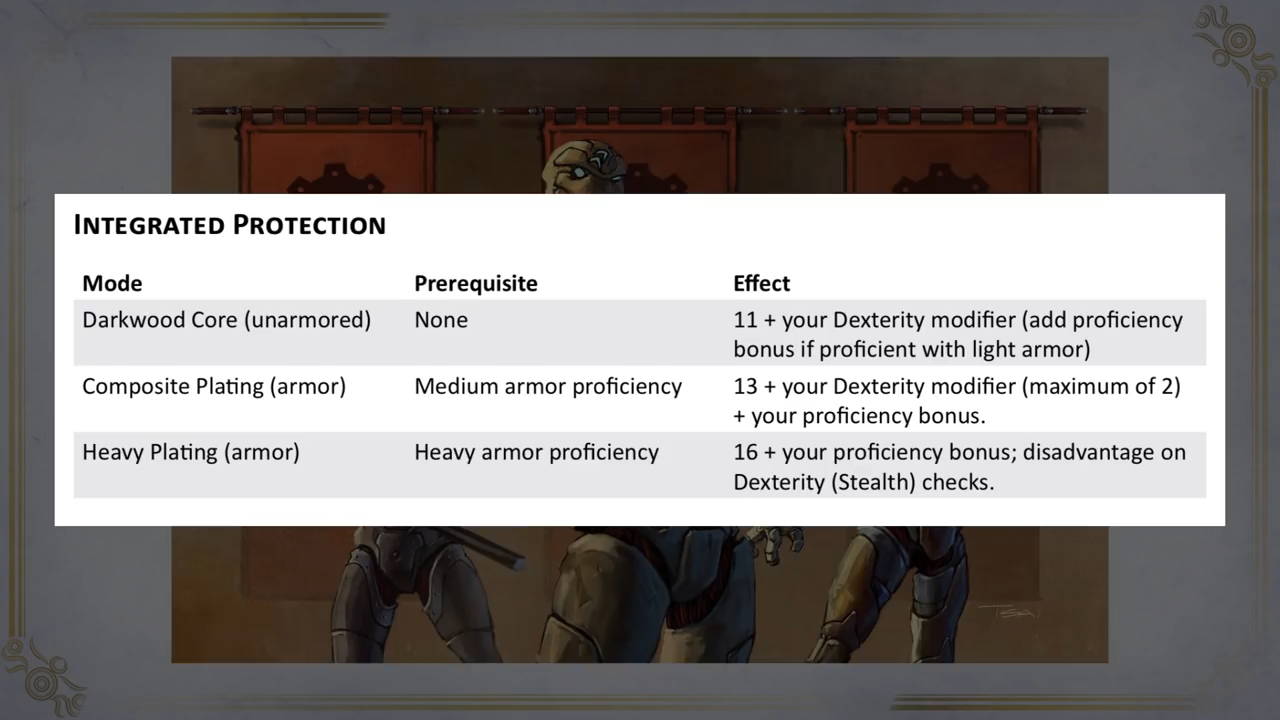 INTEGRATED PROTECTION
Mode Prerequisite Effect
Darkwood Core (unarmored) None 11 + your Dexterity modifier (add proficiency
bonus if proficient with light armor)
Composite Plating (armor) Medium armor proficiency 13 + your Dexterity modifier (maximum of 2)
+ your proficiency bonus.
Heavy Plating (armor) Heavy armor proficiency 16 + your proficiency bonus; disadvantage on
Dexterity (Stealth) checks.